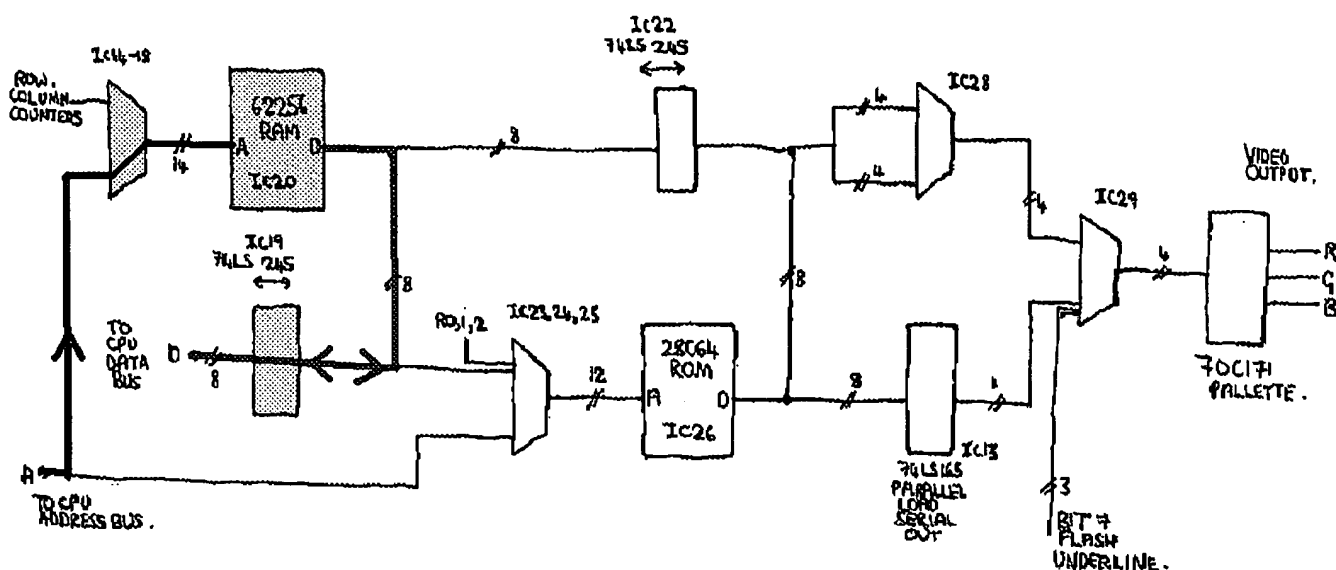 IC14-18
ROW,
COLUMN
COUNTERS
14
62256
RAM
A
D
IC20
8
IC22
74LS 245
4
4
IC28
4
IC29
VIDEO
OUTPUT.
4
R
G
B
70C171
PALLETTE.
IC19
74LS 245
8
TO
CPU
DATA
BUS
D
8
R0,1,2
IC23,24,25
12
28C64
ROM
A
D
IC26
8
8
1
IC13
74LS165
PARALLEL
LOAD
SERIAL
OUT
3
BIT 7
FLASH
UNDERLINE.
A
TO CPU
ADDRESS BUS.